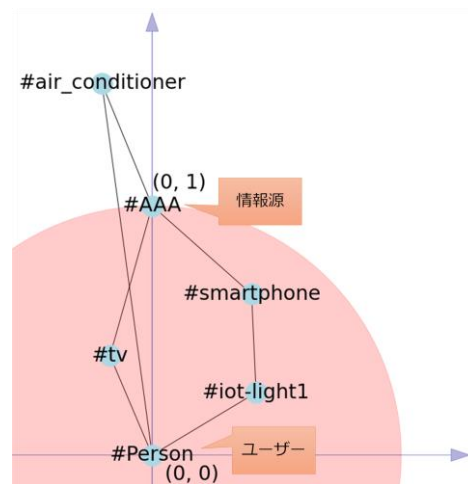 #air_conditioner
(0, 1)
#AAA
情報源
#smartphone
#tv
#iot-light1
#Person
ユーザー
(0, 0)